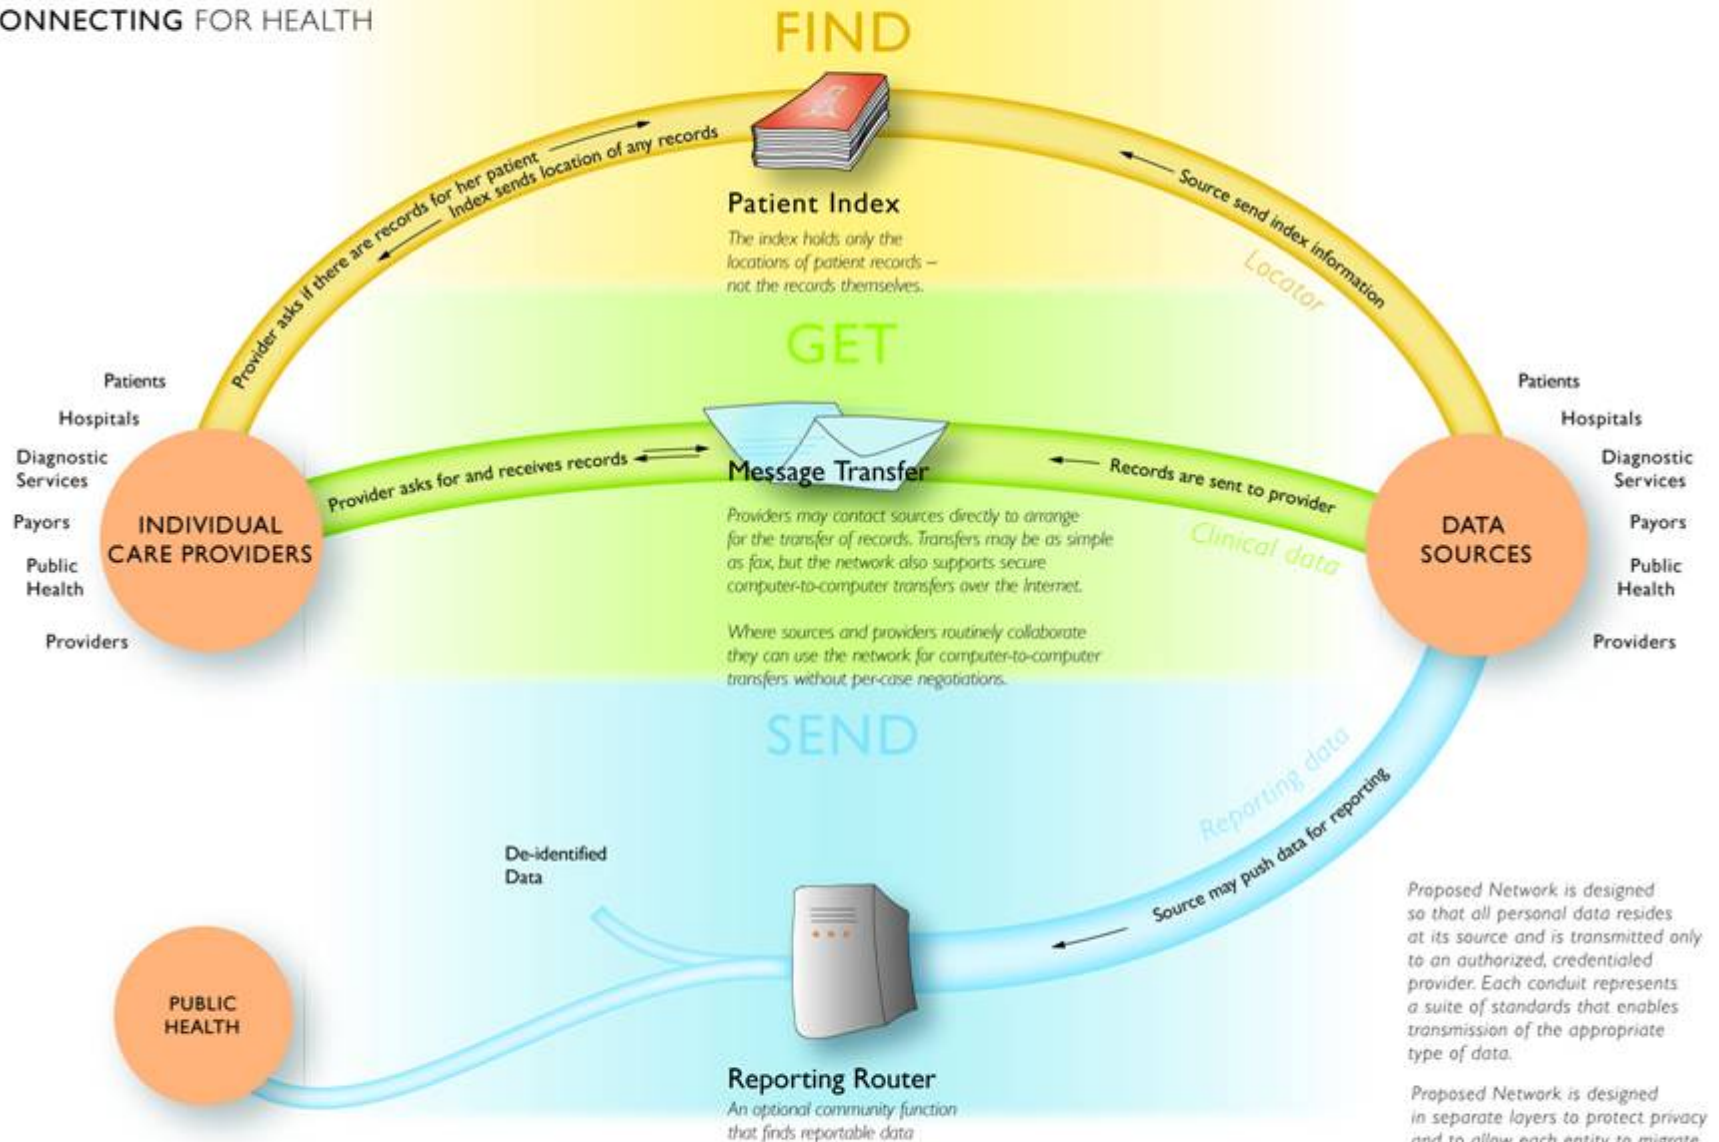 ONNECTING FOR HEALTH
FIND
Provider asks if there are records for her patient
Index sends location of any records
Source send index information
Locator
Patient Index
The index holds only the
locations of patient records –
not the records themselves.
GET
Patients
Hospitals
Diagnostic
Services
Payors
Public
Health
Providers
INDIVIDUAL
CARE PROVIDERS
Provider asks for and receives records
Message Transfer
Records are sent to provider
Clinical data
Providers may contact sources directly to arrange
for the transfer of records. Transfers may be as simple
as fax, but the network also supports secure
computer-to-computer transfers over the Internet.
Where sources and providers routinely collaborate
they can use the network for computer-to-computer
transfers without per-case negotiations.
DATA
SOURCES
Patients
Hospitals
Diagnostic
Services
Payors
Public
Health
Providers
SEND
Reporting data
Source may push data for reporting
De-identified
Data
PUBLIC
HEALTH
Reporting Router
An optional community function
that finds reportable data
Proposed Network is designed
so that all personal data resides
at its source and is transmitted only
to an authorized, credentialed
provider. Each conduit represents
a suite of standards that enables
transmission of the appropriate
type of data.
Proposed Network is designed
in separate layers to protect privacy
and to allow each entity to migrate